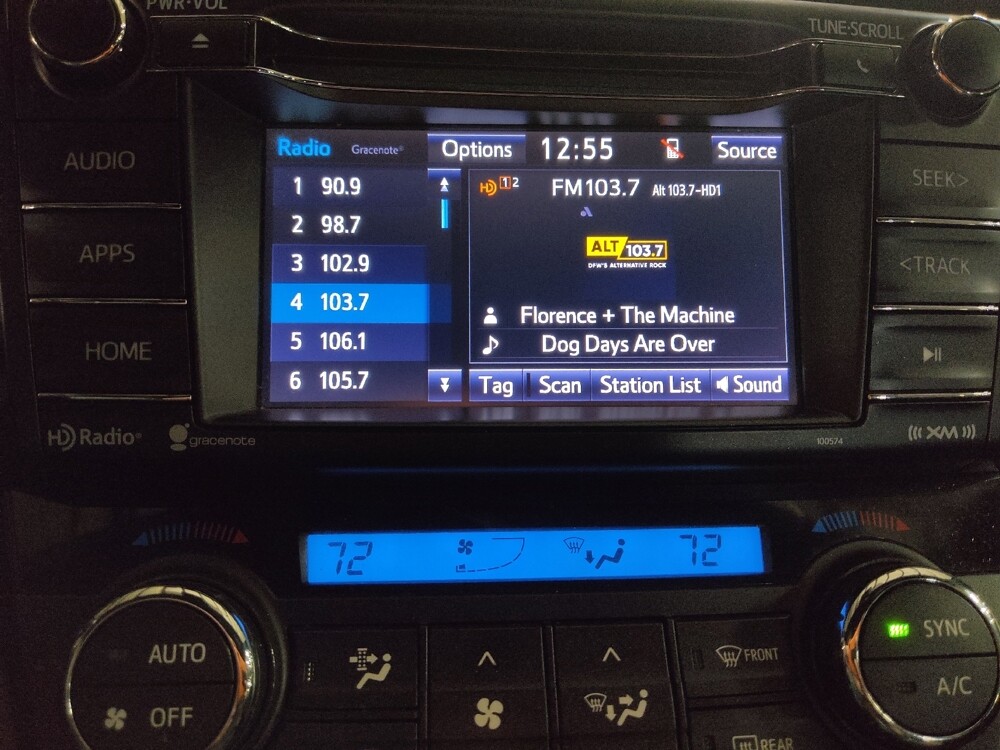 PWR·VOL
TUNE·SCROLL
AUDIO
APPS
HOME
HD Radio®
gracenote
Radio Gracenote® Options 12:55 Source
1 90.9
2 98.7
3 102.9
4 103.7
5 106.1
6 105.7
HD 1 2 FM103.7 Alt 103.7-HD1
ALT 103.7
DFW'S ALTERNATIVE ROCK
Florence + The Machine
Dog Days Are Over
Tag Scan Station List Sound
SEEK>
<TRACK
100574
((( XM )))
72 72
AUTO
OFF
FRONT
REAR
SYNC
A/C